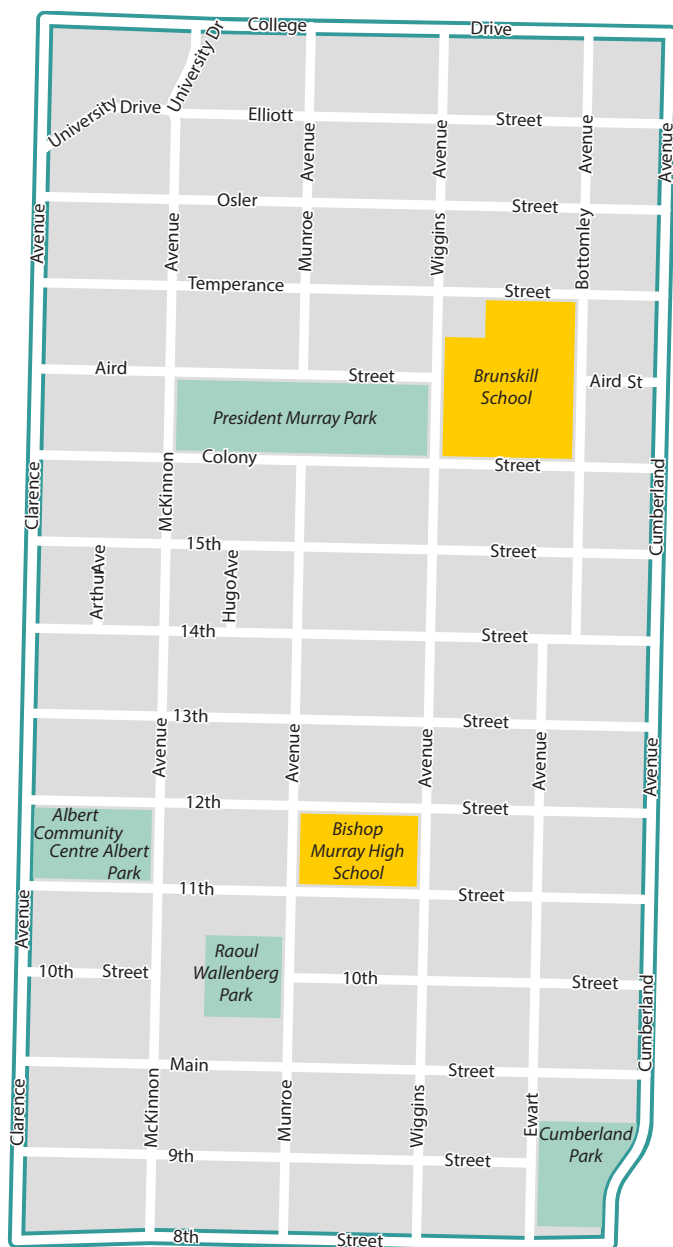 College Drive
University Dr
University Drive
Elliott Street
Avenue
Avenue
Avenue
Avenue
Osler Street
Avenue
Avenue
Munroe
Wiggins
Bottomley
Temperance Street
Aird Street
Aird St
Brunskill
School
President Murray Park
Colony Street
Clarence
McKinnon
Cumberland
15th Street
ArthurAve
HugoAve
14th Street
13th Street
Avenue
Avenue
Avenue
Avenue
Avenue
12th Street
Albert
Community
Centre Albert
Park
Bishop
Murray High
School
11th Street
Avenue
10th Street
Raoul
Wallenberg
Park
10th Street
Cumberland
Main Street
Clarence
McKinnon
Munroe
Wiggins
Ewart
Cumberland
Park
9th Street
8th Street